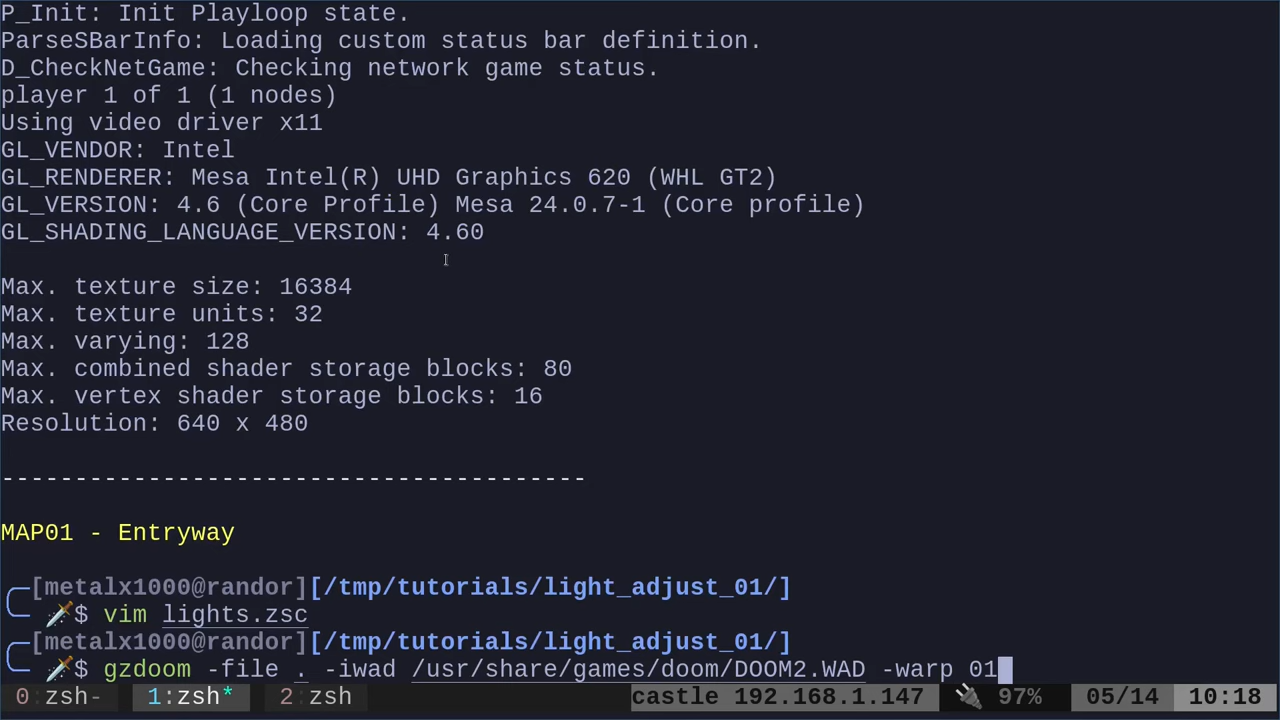 P_Init: Init Playloop state.
ParseSBarInfo: Loading custom status bar definition.
D_CheckNetGame: Checking network game status.
player 1 of 1 (1 nodes)
Using video driver x11
GL_VENDOR: Intel
GL_RENDERER: Mesa Intel(R) UHD Graphics 620 (WHL GT2)
GL_VERSION: 4.6 (Core Profile) Mesa 24.0.7-1 (Core profile)
GL_SHADING_LANGUAGE_VERSION: 4.60
Max. texture size: 16384
Max. texture units: 32
Max. varying: 128
Max. combined shader storage blocks: 80
Max. vertex shader storage blocks: 16
Resolution: 640 x 480
----------------------------------------
MAP01 - Entryway
╭─[metalx1000@randor][/tmp/tutorials/light_adjust_01/]
╰─ 🗡️$ vim lights.zsc
╭─[metalx1000@randor][/tmp/tutorials/light_adjust_01/]
╰─ 🗡️$ gzdoom -file . -iwad /usr/share/games/doom/DOOM2.WAD -warp 01
0:zsh- 1:zsh* 2:zsh castle 192.168.1.147 🔌 97% 05/14 10:18